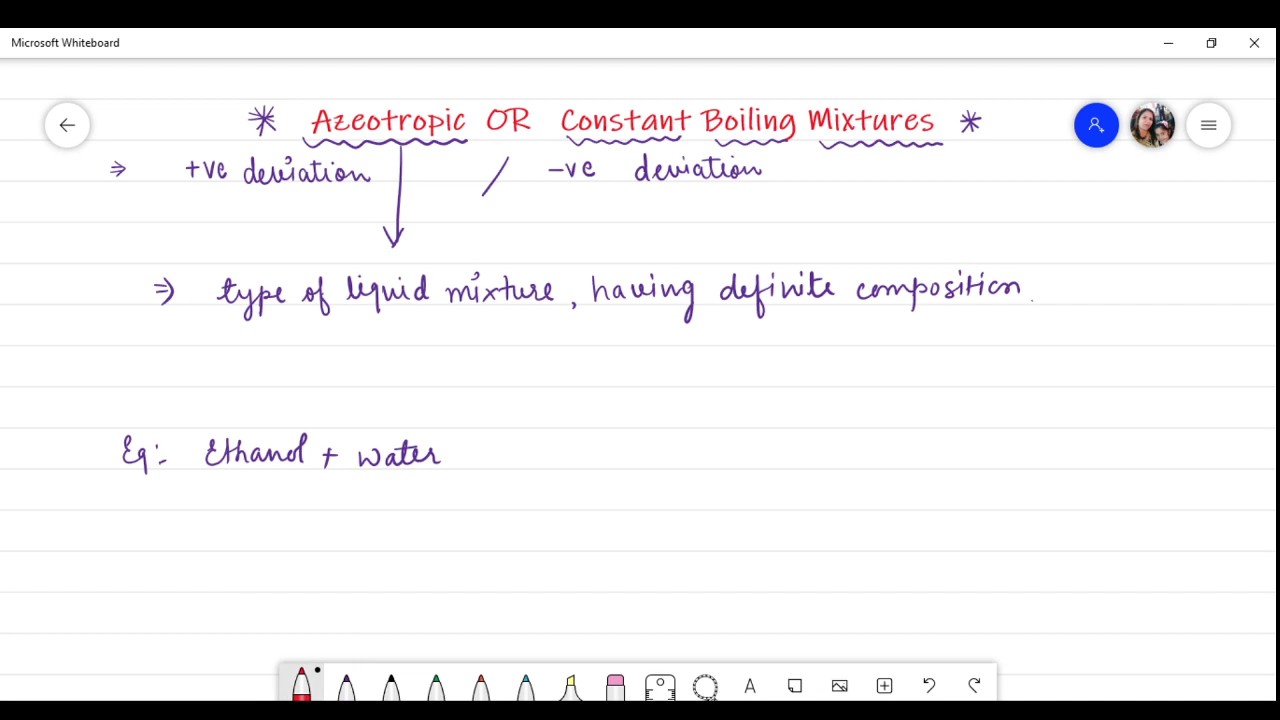 Microsoft Whiteboard
* Azeotropic OR Constant Boiling Mixtures *
⇒ +ve deviation / -ve deviation
⇒ type of liquid mixture, having definite composition.
Eg:- Ethanol + water
A